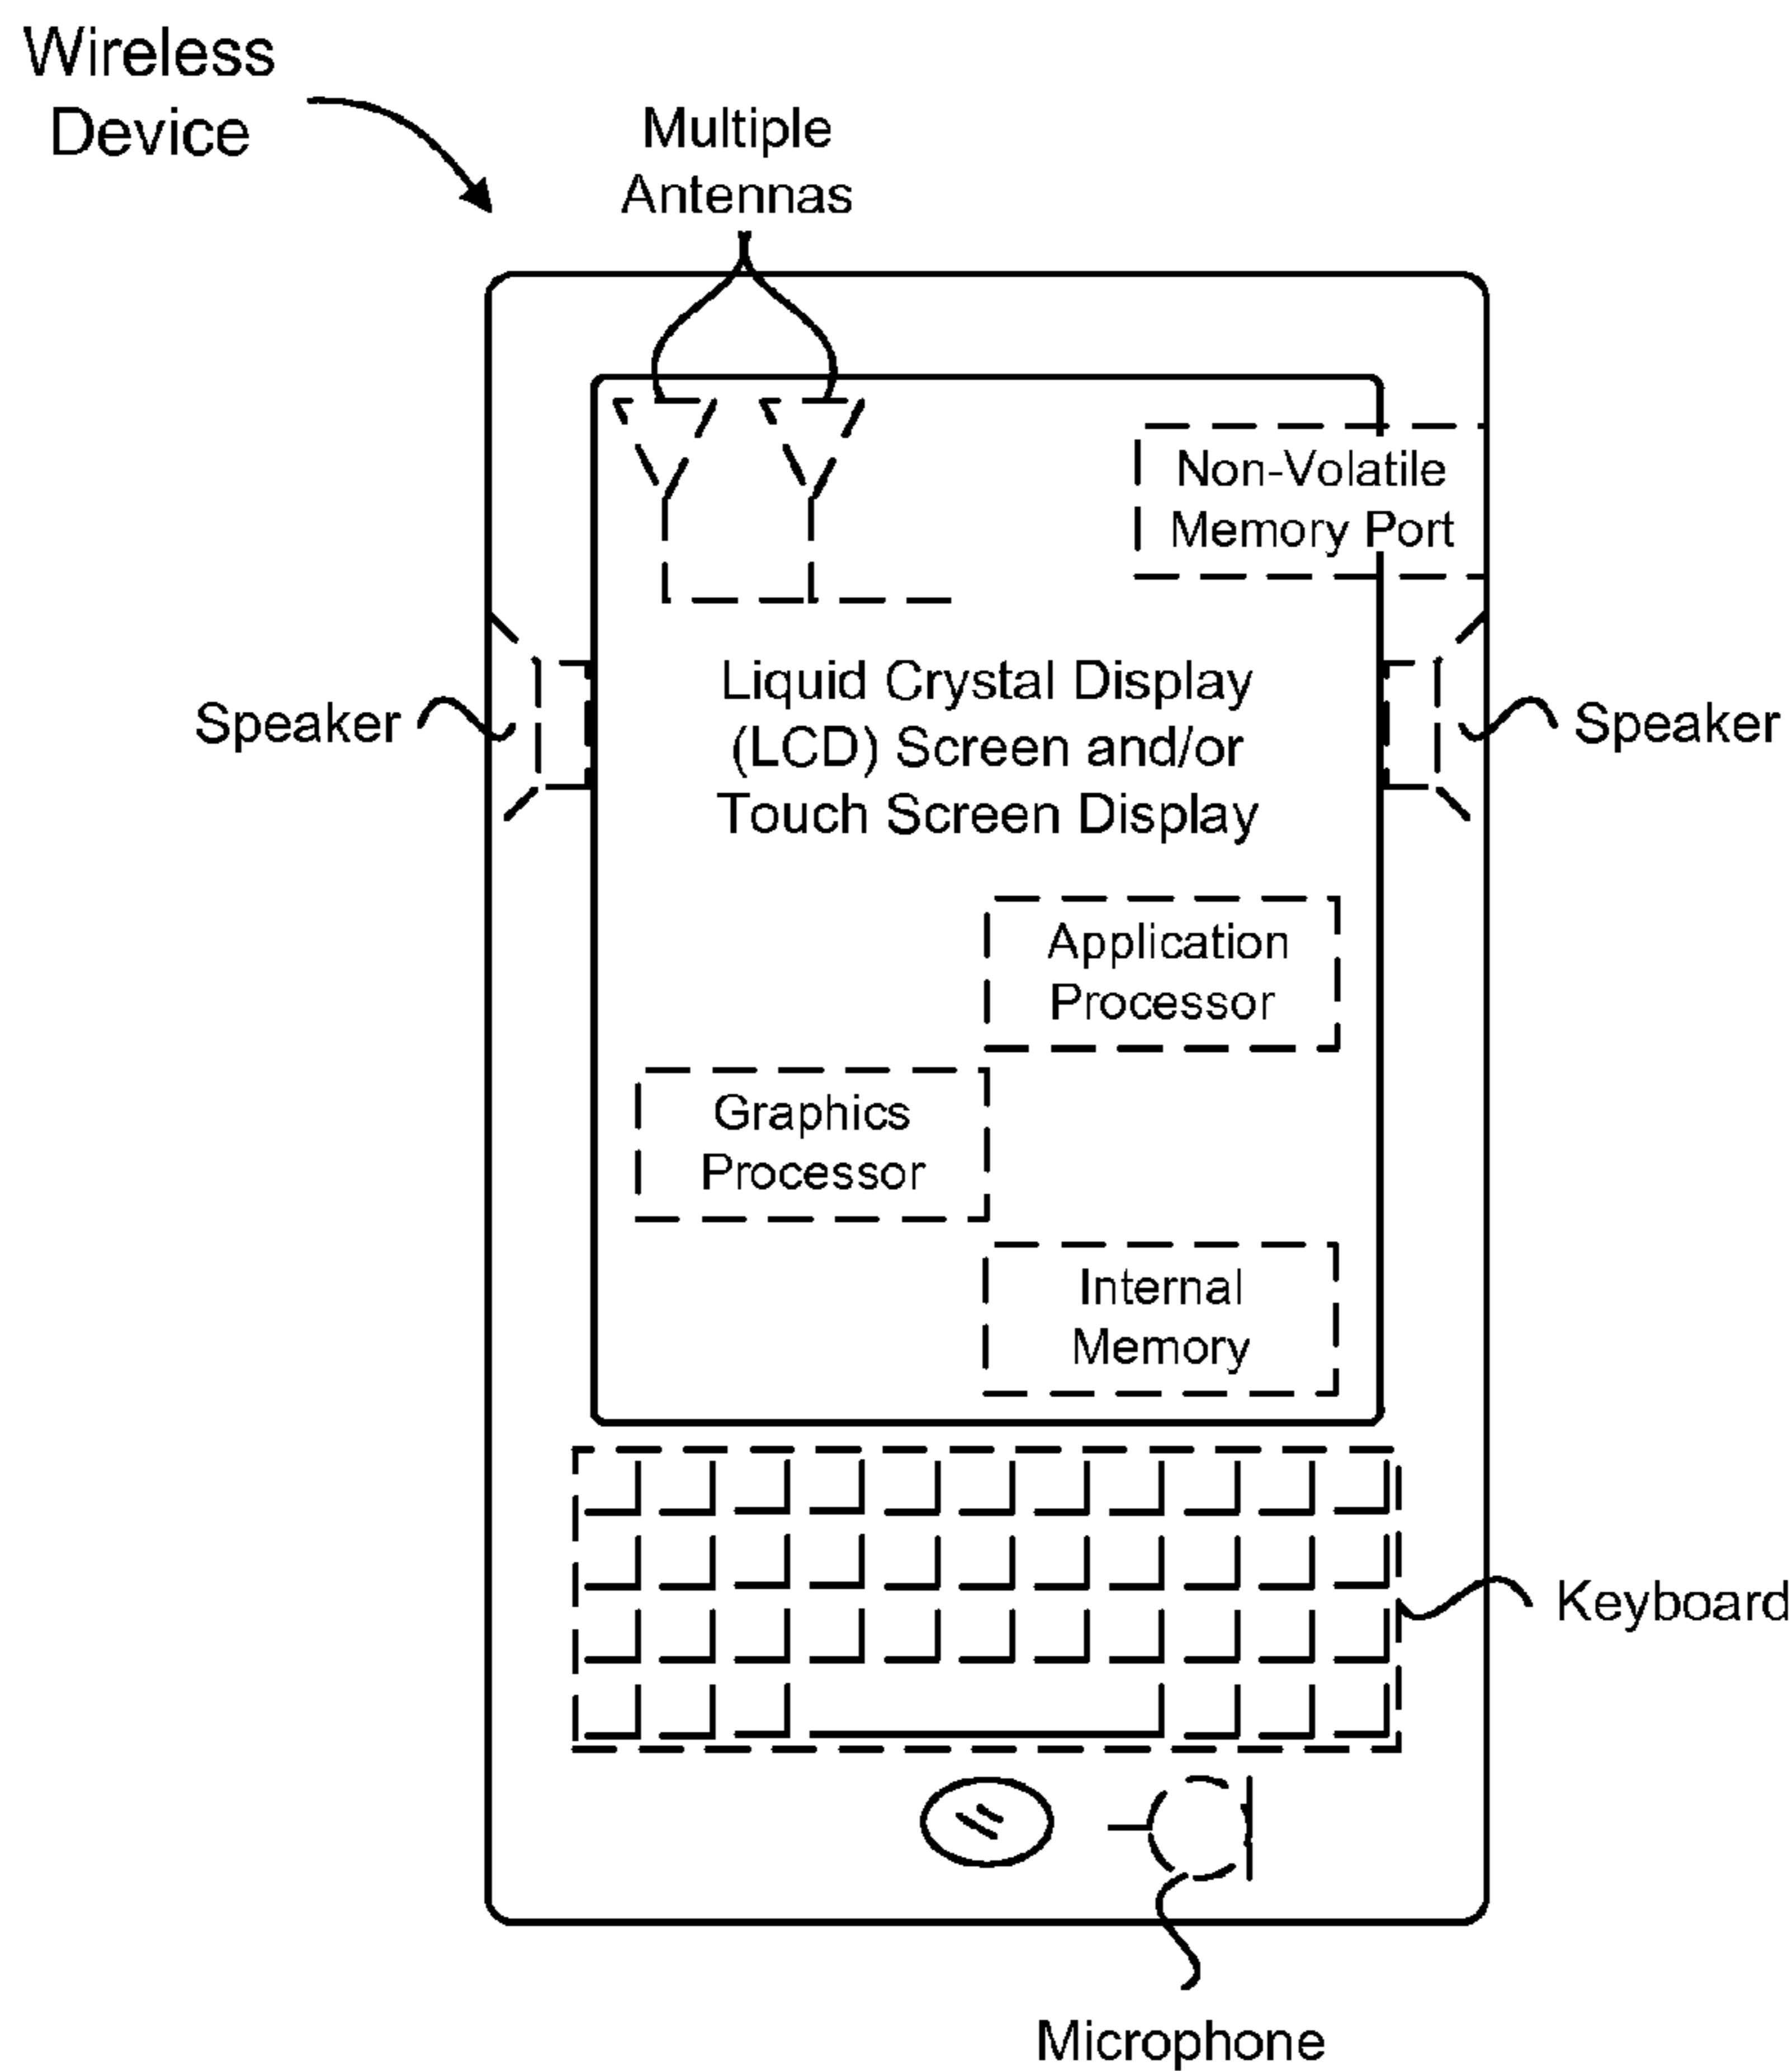 Wireless
Device
Multiple
Antennas
Non-Volatile
Memory Port
Liquid Crystal Display
(LCD) Screen and/or
Touch Screen Display
Speaker
Speaker
Application
Processor
Graphics
Processor
Internal
Memory
Keyboard
Microphone